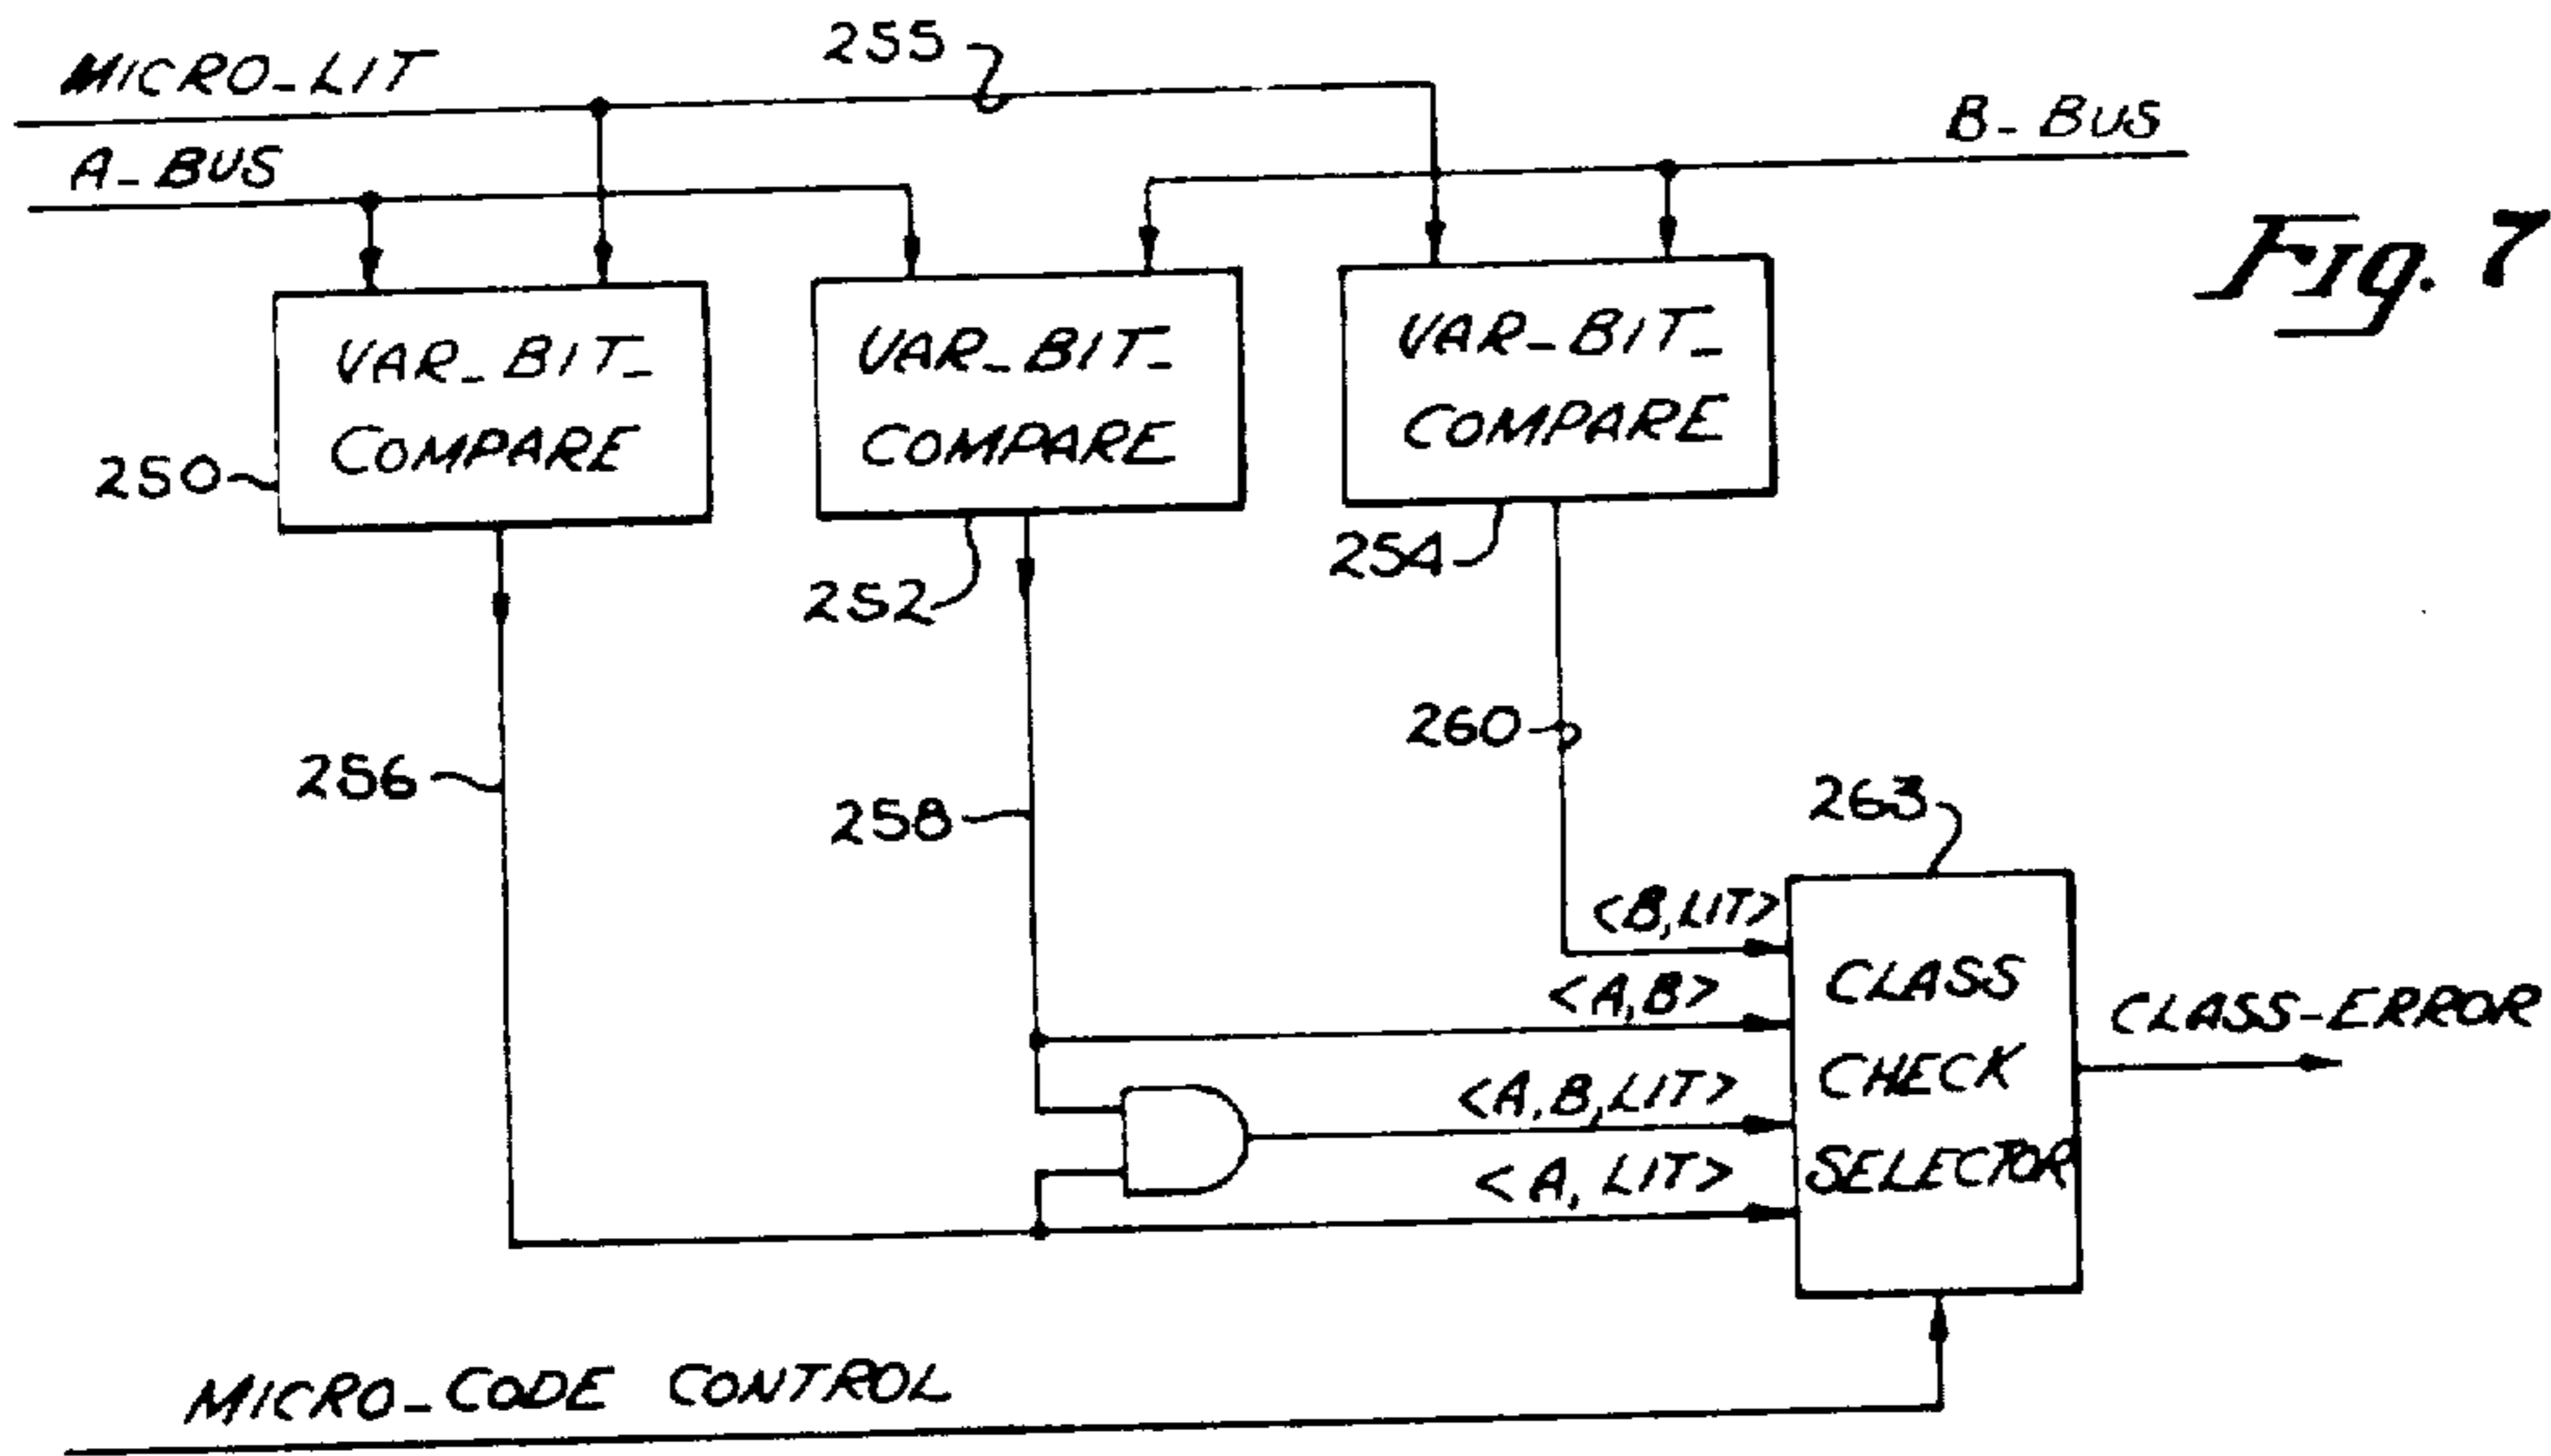 255
MICRO_LIT
B_BUS
A_BUS
Fig. 7
VAR_BIT_
COMPARE
VAR_BIT_
COMPARE
VAR_BIT_
COMPARE
250
252
254
256
258
260
263
<B,LIT>
<A,B>
<A,B,LIT>
<A, LIT>
CLASS
CHECK
SELECTOR
CLASS-ERROR
MICRO_CODE CONTROL